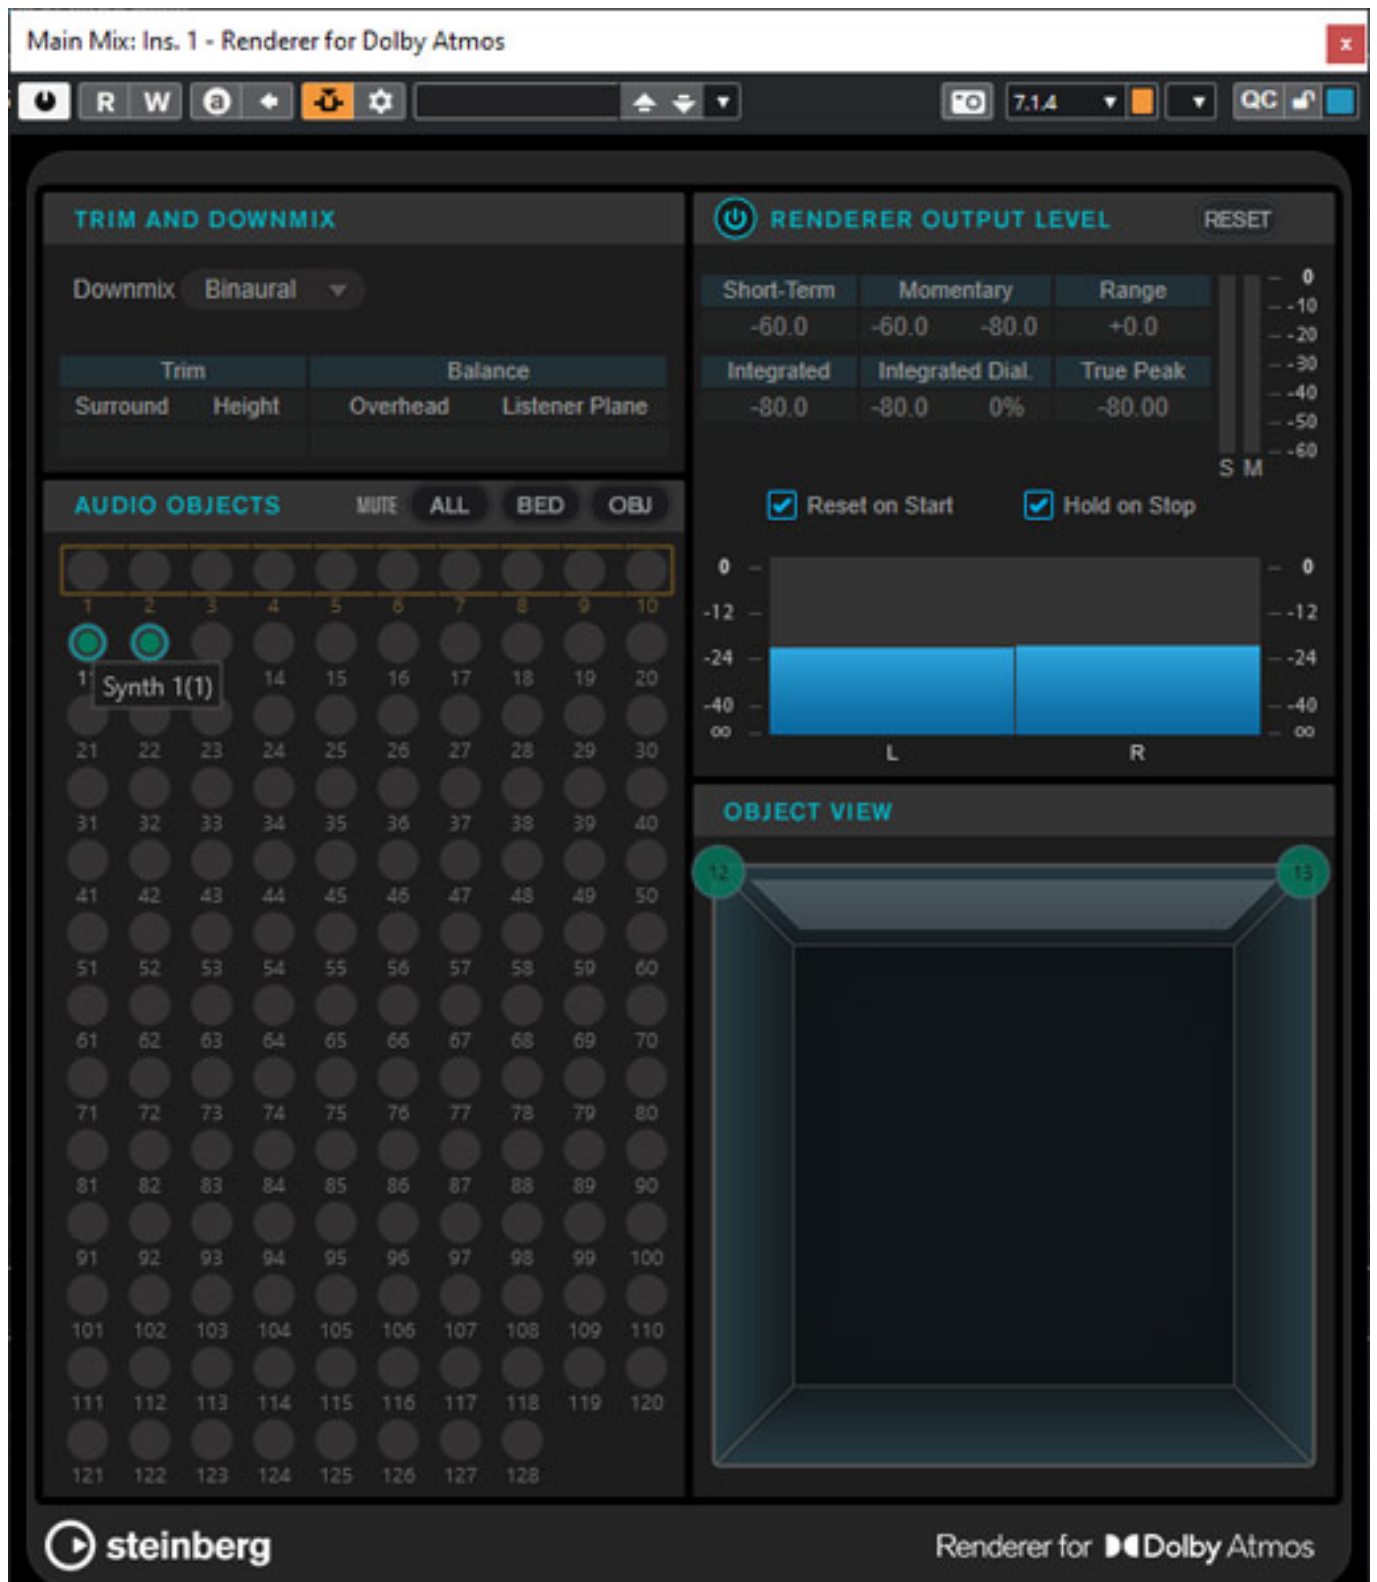 Main Mix: Ins. 1 - Renderer for Dolby Atmos
x
R W a 7.1.4 QC
TRIM AND DOWNMIX
Downmix Binaural
Trim Balance
Surround Height Overhead Listener Plane
RENDERER OUTPUT LEVEL RESET
Short-Term Momentary Range
-60.0 -60.0 -80.0 +0.0
Integrated Integrated Dial. True Peak
-80.0 -80.0 0% -80.00
0
-10
-20
-30
-40
-50
-60
S M
Reset on Start Hold on Stop
0 0
-12 -12
-24 -24
-40 -40
∞ ∞
L R
AUDIO OBJECTS MUTE ALL BED OBJ
1 2 3 4 5 6 7 8 9 10
14 15 16 17 18 19 20
Synth 1(1)
21 22 23 24 25 26 27 28 29 30
31 32 33 34 35 36 37 38 39 40
41 42 43 44 45 46 47 48 49 50
51 52 53 54 55 56 57 58 59 60
61 62 63 64 65 66 67 68 69 70
71 72 73 74 75 76 77 78 79 80
81 82 83 84 85 86 87 88 89 90
91 92 93 94 95 96 97 98 99 100
101 102 103 104 105 106 107 108 109 110
111 112 113 114 115 116 117 118 119 120
121 122 123 124 125 126 127 128
OBJECT VIEW
12 13
steinberg
Renderer for Dolby Atmos